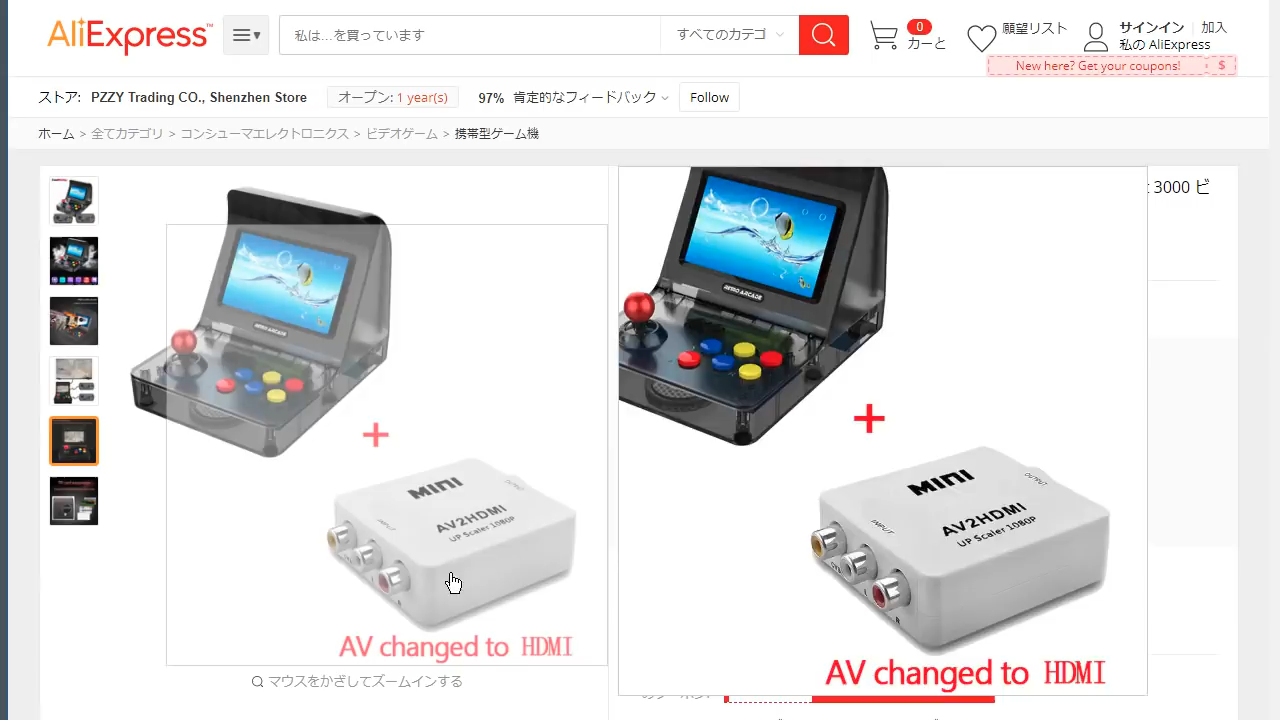 AliExpress™
私は...を買っています
すべてのカテゴ
0
カーと
願望リスト
サインイン 加入
私の AliExpress
New here? Get your coupons! $
ストア: PZZY Trading CO., Shenzhen Store
オープン: 1 year(s)
97% 肯定的なフィードバック
Follow
ホーム > 全てカテゴリ > コンシューマエレクトロニクス > ビデオゲーム > 携帯型ゲーム機
3000 ビ
RETRO ARCADE
+
MINI
OUTPUT
INPUT
AV2HDMI
UP Scaler 1080P
R
AV changed to HDMI
マウスをかざしてズームインする
RETRO ARCADE
+
MINI
OUTPUT
INPUT
AV2HDMI
UP Scaler 1080P
L
R
AV changed to HDMI